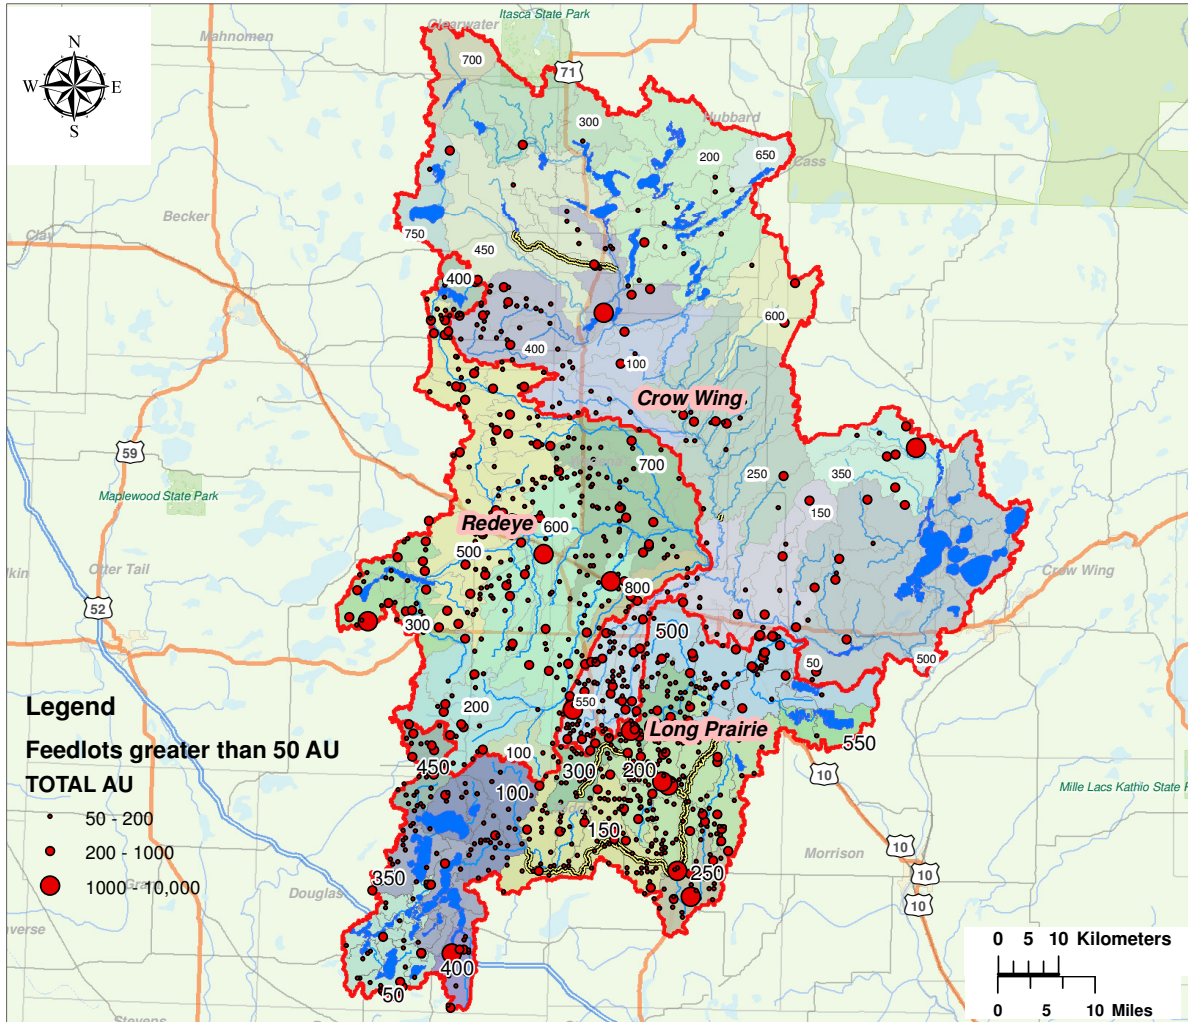 Itasca State Park
Clearwater
Mahnomen
N
W
E
S
700
71
300
Hubbard
200
650
Cass
Becker
Clay
750
450
400
600
400
100
Crow Wing
59
Maplewood State Park
700
250
350
150
Redeye
600
500
Otter Tail
Crow Wing
52
800
300
500
50
500
200
550
Long Prairie
550
100
450
300
200
100
Legend
Feedlots greater than 50 AU
TOTAL AU
50 - 200
200 - 1000
1000 - 10,000
10
Mille Lacs Kathio State P
150
Morrison
10
10
10
350
250
Douglas
400
50
0 5 10 Kilometers
0 5 10 Miles
Stevens